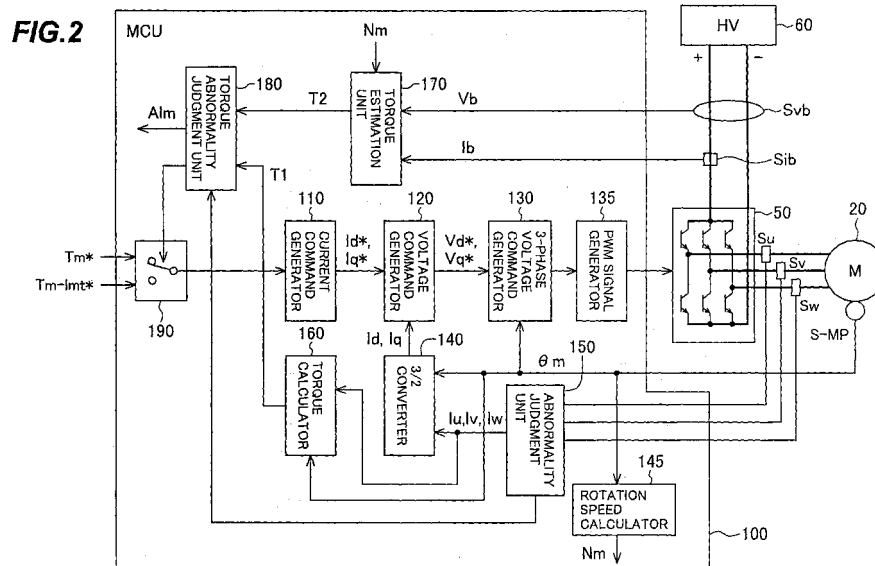 FIG.2
MCU
Nm
HV
60
+
−
180
TORQUE
ABNORMALITY
JUDGMENT UNIT
170
TORQUE
ESTIMATION
UNIT
T2
Vb
Svb
Alm
Ib
Sib
T1
110
CURRENT
COMMAND
GENERATOR
Id*,
Iq*
120
VOLTAGE
COMMAND
GENERATOR
Vd*,
Vq*
130
3-PHASE
VOLTAGE
COMMAND
GENERATOR
135
PWM SIGNAL
GENERATOR
50
20
Su
Sv
Sw
M
S-MP
Tm*
Tm-lmt*
190
160
TORQUE
CALCULATOR
Id, Iq
140
3/2
CONVERTER
θm
150
ABNORMALITY
JUDGMENT
UNIT
Iu,Iv, Iw
145
ROTATION
SPEED
CALCULATOR
100
Nm